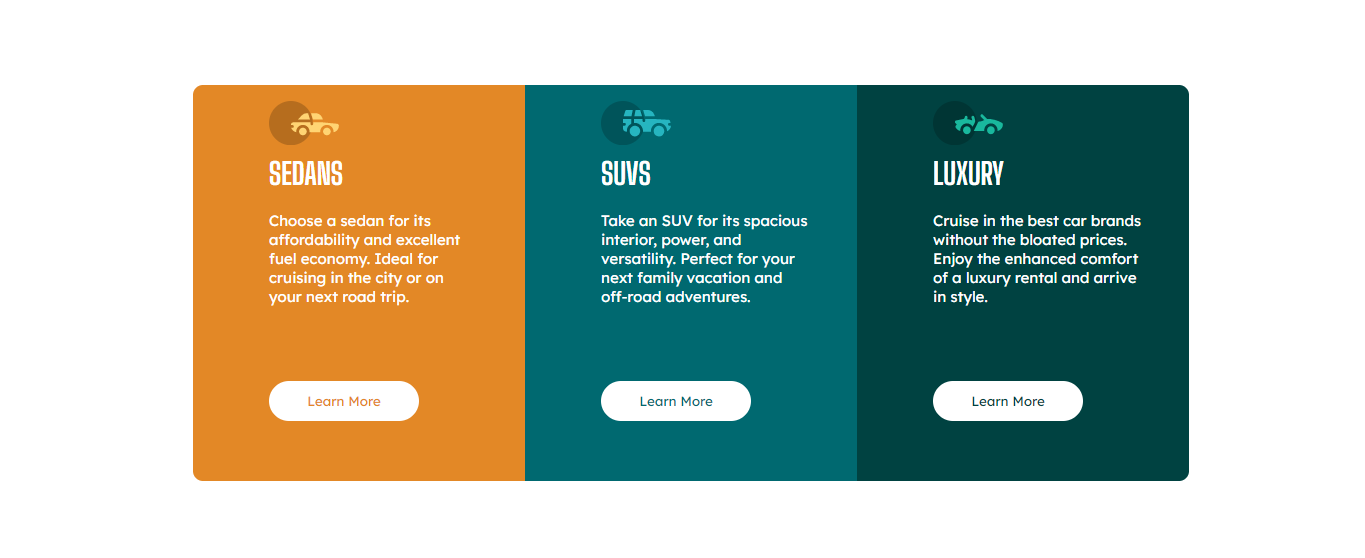 SEDANS
Choose a sedan for its
affordability and excellent
fuel economy. Ideal for
cruising in the city or on
your next road trip.
Learn More
SUVS
Take an SUV for its spacious
interior, power, and
versatility. Perfect for your
next family vacation and
off-road adventures.
Learn More
LUXURY
Cruise in the best car brands
without the bloated prices.
Enjoy the enhanced comfort
of a luxury rental and arrive
in style.
Learn More